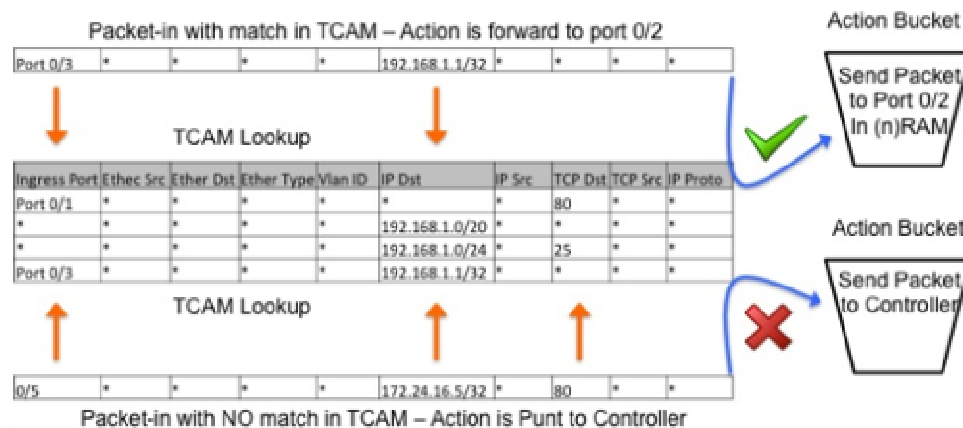 Packet-in with match in TCAM – Action is forward to port 0/2
Action Bucket
Port 0/3 * * * * 192.168.1.1/32 * * * *
Send Packet
to Port 0/2
In (n)RAM
TCAM Lookup
Ingress Port Ethec Src Ether Dst Ether Type Vlan ID IP Dst IP Src TCP Dst TCP Src IP Proto
Port 0/1 * * * * * * 80 * *
* * * * * 192.168.1.0/20 * * * *
* * * * * 192.168.1.0/24 * 25 * *
Port 0/3 * * * * 192.168.1.1/32 * * * *
Action Bucket
TCAM Lookup
Send Packet
to Controller
0/5 * * * * 172.24.16.5/32 * 80 * *
Packet-in with NO match in TCAM – Action is Punt to Controller